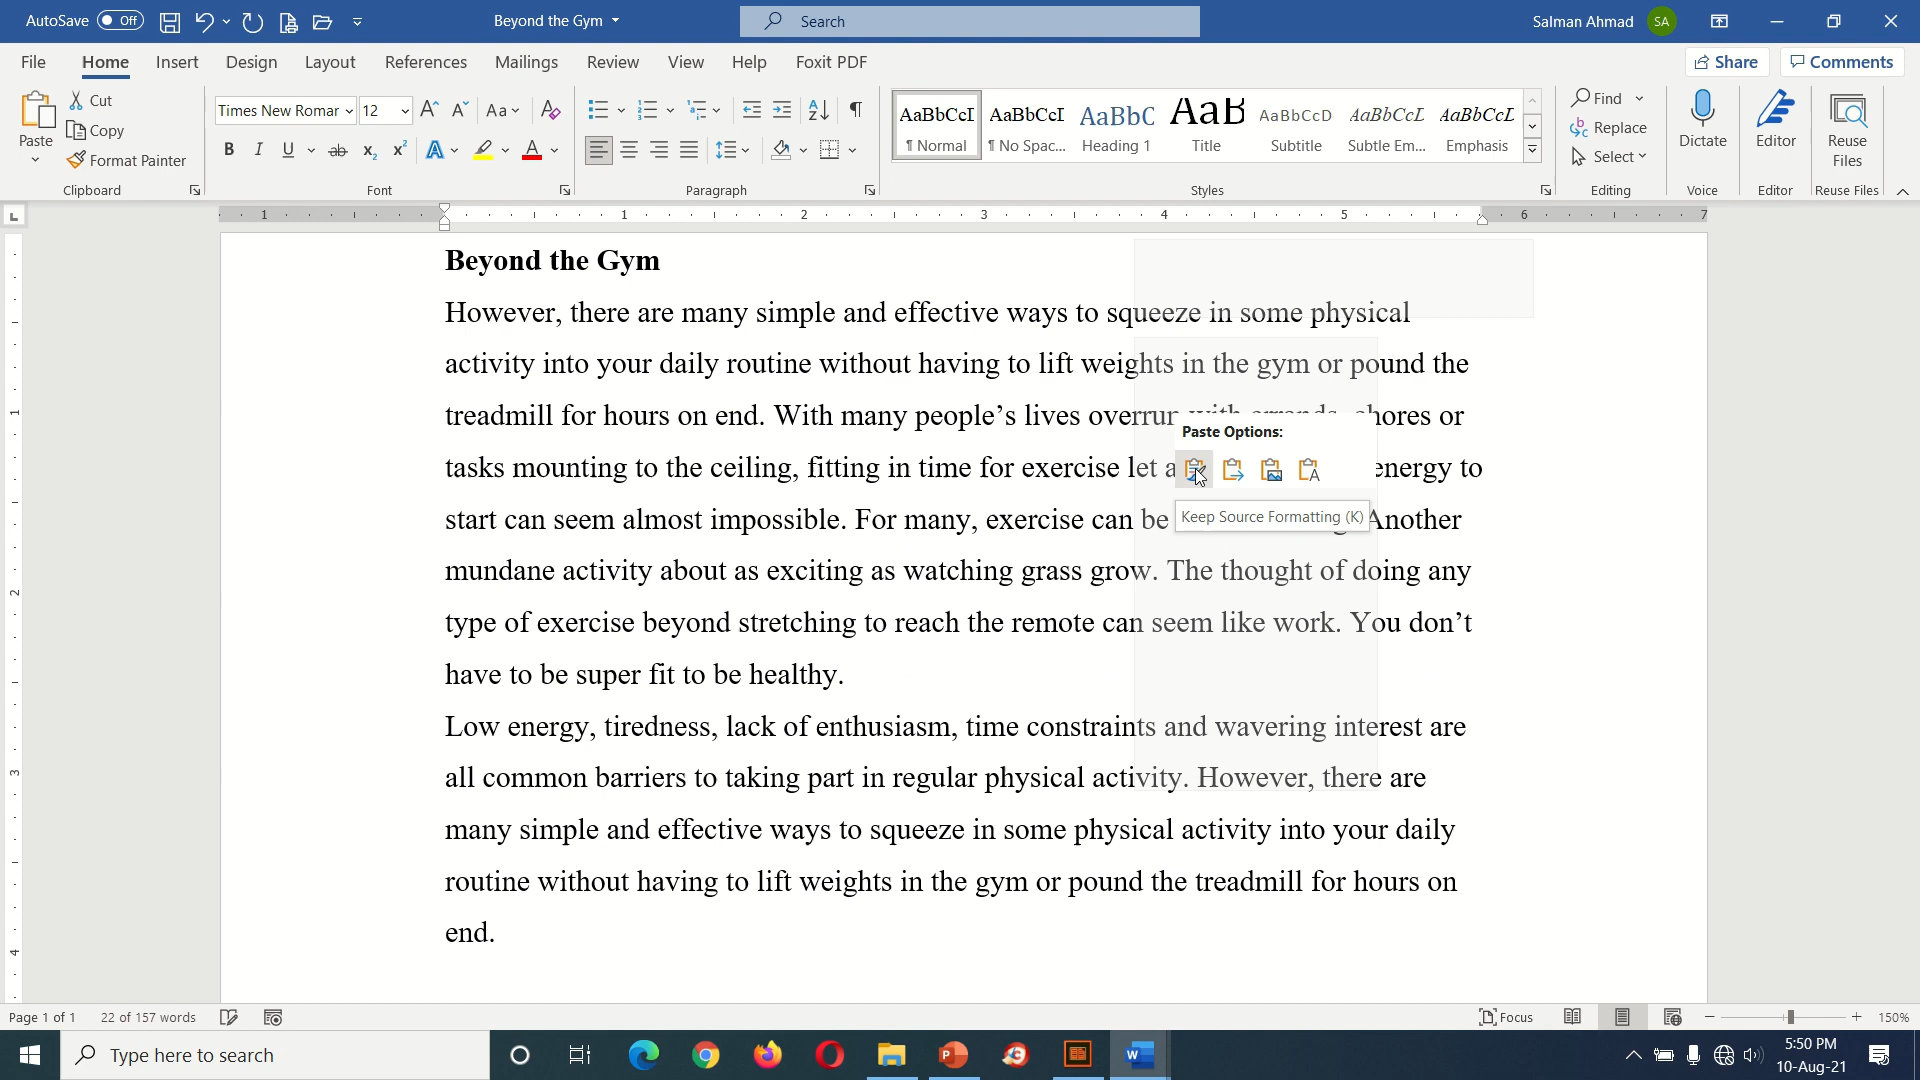 AutoSave Off
Beyond the Gym
Search
Salman Ahmad SA
File Home Insert Design Layout References Mailings Review View Help Foxit PDF
Share Comments
Paste
Cut
Copy
Format Painter
Clipboard
Times New Romar 12
Font
Paragraph
AaBbCcI AaBbCcI AaBbC AaB AaBbCcD AaBbCcL AaBbCcL
¶ Normal ¶ No Spac... Heading 1 Title Subtitle Subtle Em... Emphasis
Styles
Find
Replace
Select
Editing
Dictate
Voice
Editor
Editor
Reuse
Files
Reuse Files
1 1 2 3 4 5 6 7
Beyond the Gym
However, there are many simple and effective ways to squeeze in some physical
activity into your daily routine without having to lift weights in the gym or pound the
treadmill for hours on end. With many people’s lives overrun with errands, chores or
tasks mounting to the ceiling, fitting in time for exercise let a energy to
start can seem almost impossible. For many, exercise can be Another
mundane activity about as exciting as watching grass grow. The thought of doing any
type of exercise beyond stretching to reach the remote can seem like work. You don’t
have to be super fit to be healthy.
Low energy, tiredness, lack of enthusiasm, time constraints and wavering interest are
all common barriers to taking part in regular physical activity. However, there are
many simple and effective ways to squeeze in some physical activity into your daily
routine without having to lift weights in the gym or pound the treadmill for hours on
end.
Paste Options:
Keep Source Formatting (K)
1
2
3
4
Page 1 of 1 22 of 157 words
Focus
150%
Type here to search
5:50 PM
10-Aug-21